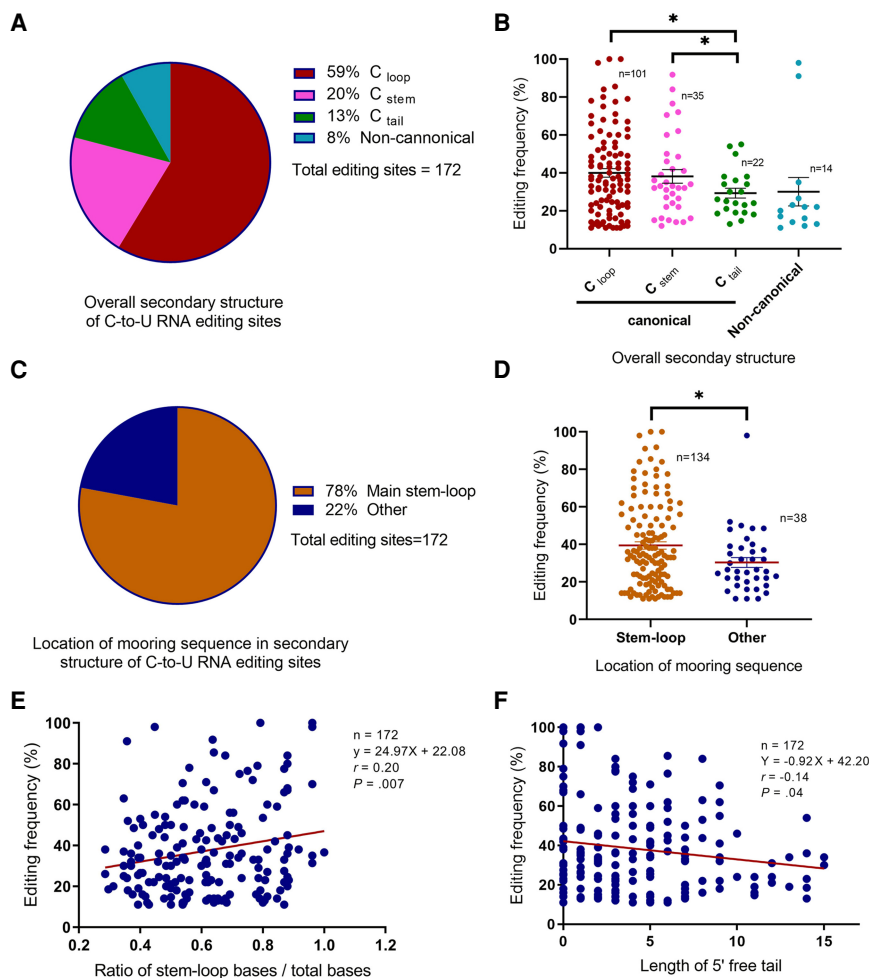 A
59% C loop
20% C stem
13% C tail
8% Non-cannonical
Total editing sites = 172
Overall secondary structure
of C-to-U RNA editing sites
B
*
*
Editing frequency (%)
100
80
60
40
20
0
n=101
n=35
n=22
n=14
C loop
C stem
C tail
Non-canonical
canonical
Overall seconday structure
C
78% Main stem-loop
22% Other
Total editing sites=172
Location of mooring sequence in secondary
structure of C-to-U RNA editing sites
D
*
Editing frequency (%)
100
80
60
40
20
0
n=134
n=38
Stem-loop
Other
Location of mooring sequence
E
Editing frequency (%)
100
80
60
40
20
0
n = 172
y = 24.97X + 22.08
r = 0.20
P = .007
0.2 0.4 0.6 0.8 1.0 1.2
Ratio of stem-loop bases / total bases
F
Editing frequency (%)
100
80
60
40
20
0
n = 172
Y = -0.92X + 42.20
r = -0.14
P = .04
0 5 10 15
Length of 5' free tail